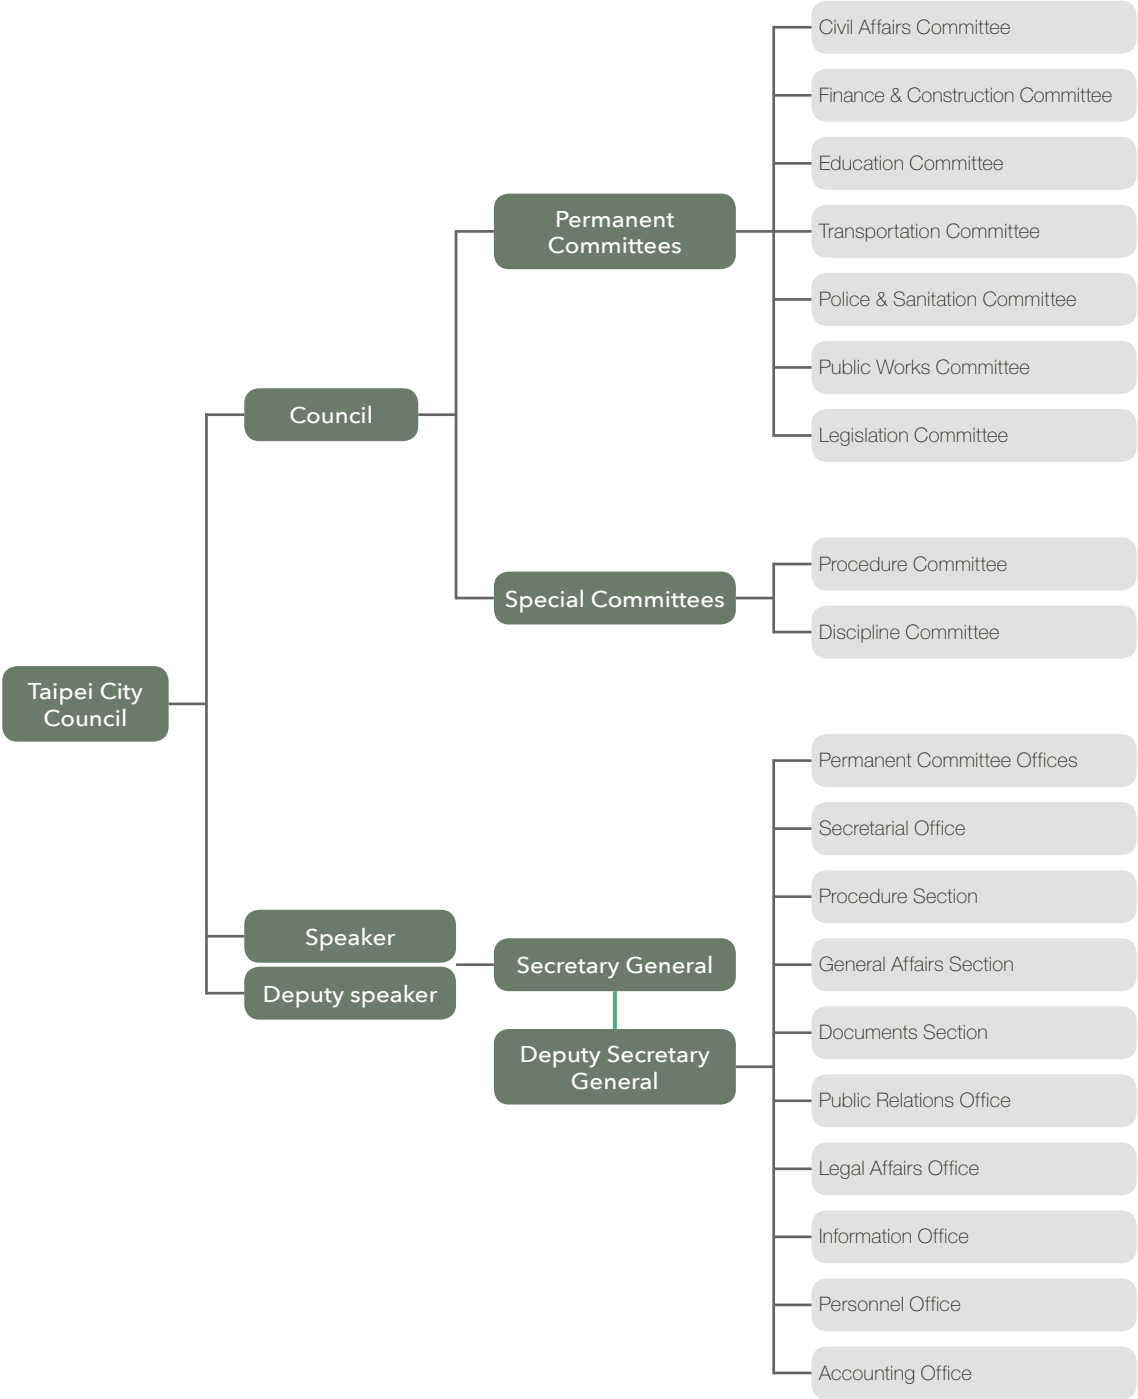 Taipei City
Council
Council
Permanent
Committees
Civil Affairs Committee
Finance & Construction Committee
Education Committee
Transportation Committee
Police & Sanitation Committee
Public Works Committee
Legislation Committee
Special Committees
Procedure Committee
Discipline Committee
Speaker
Deputy speaker
Secretary General
Deputy Secretary
General
Permanent Committee Offices
Secretarial Office
Procedure Section
General Affairs Section
Documents Section
Public Relations Office
Legal Affairs Office
Information Office
Personnel Office
Accounting Office